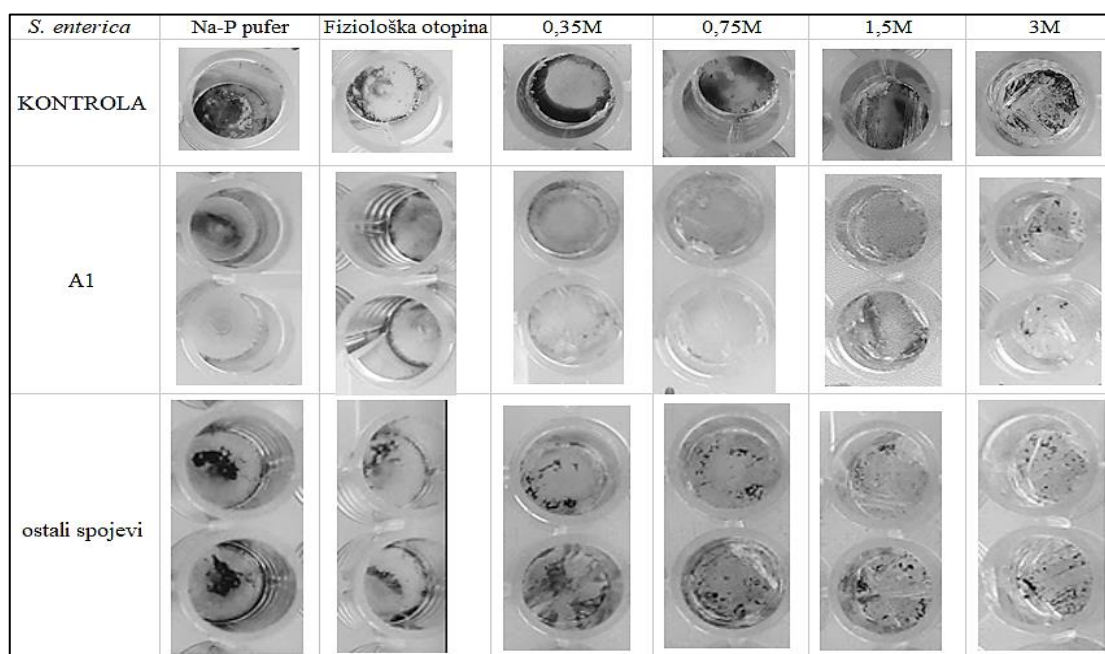 S. enterica Na-P pufer Fiziološka otopina 0,35M 0,75M 1,5M 3M
KONTROLA
A1
ostali spojevi